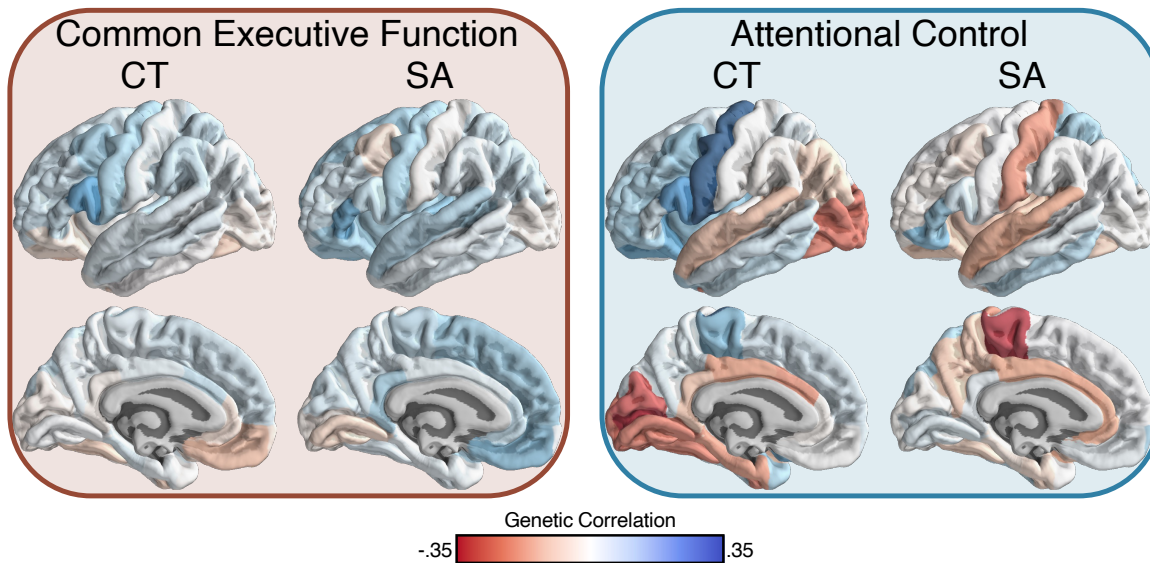 Common Executive Function
CT SA
Attentional Control
CT SA
Genetic Correlation
-.35 .35